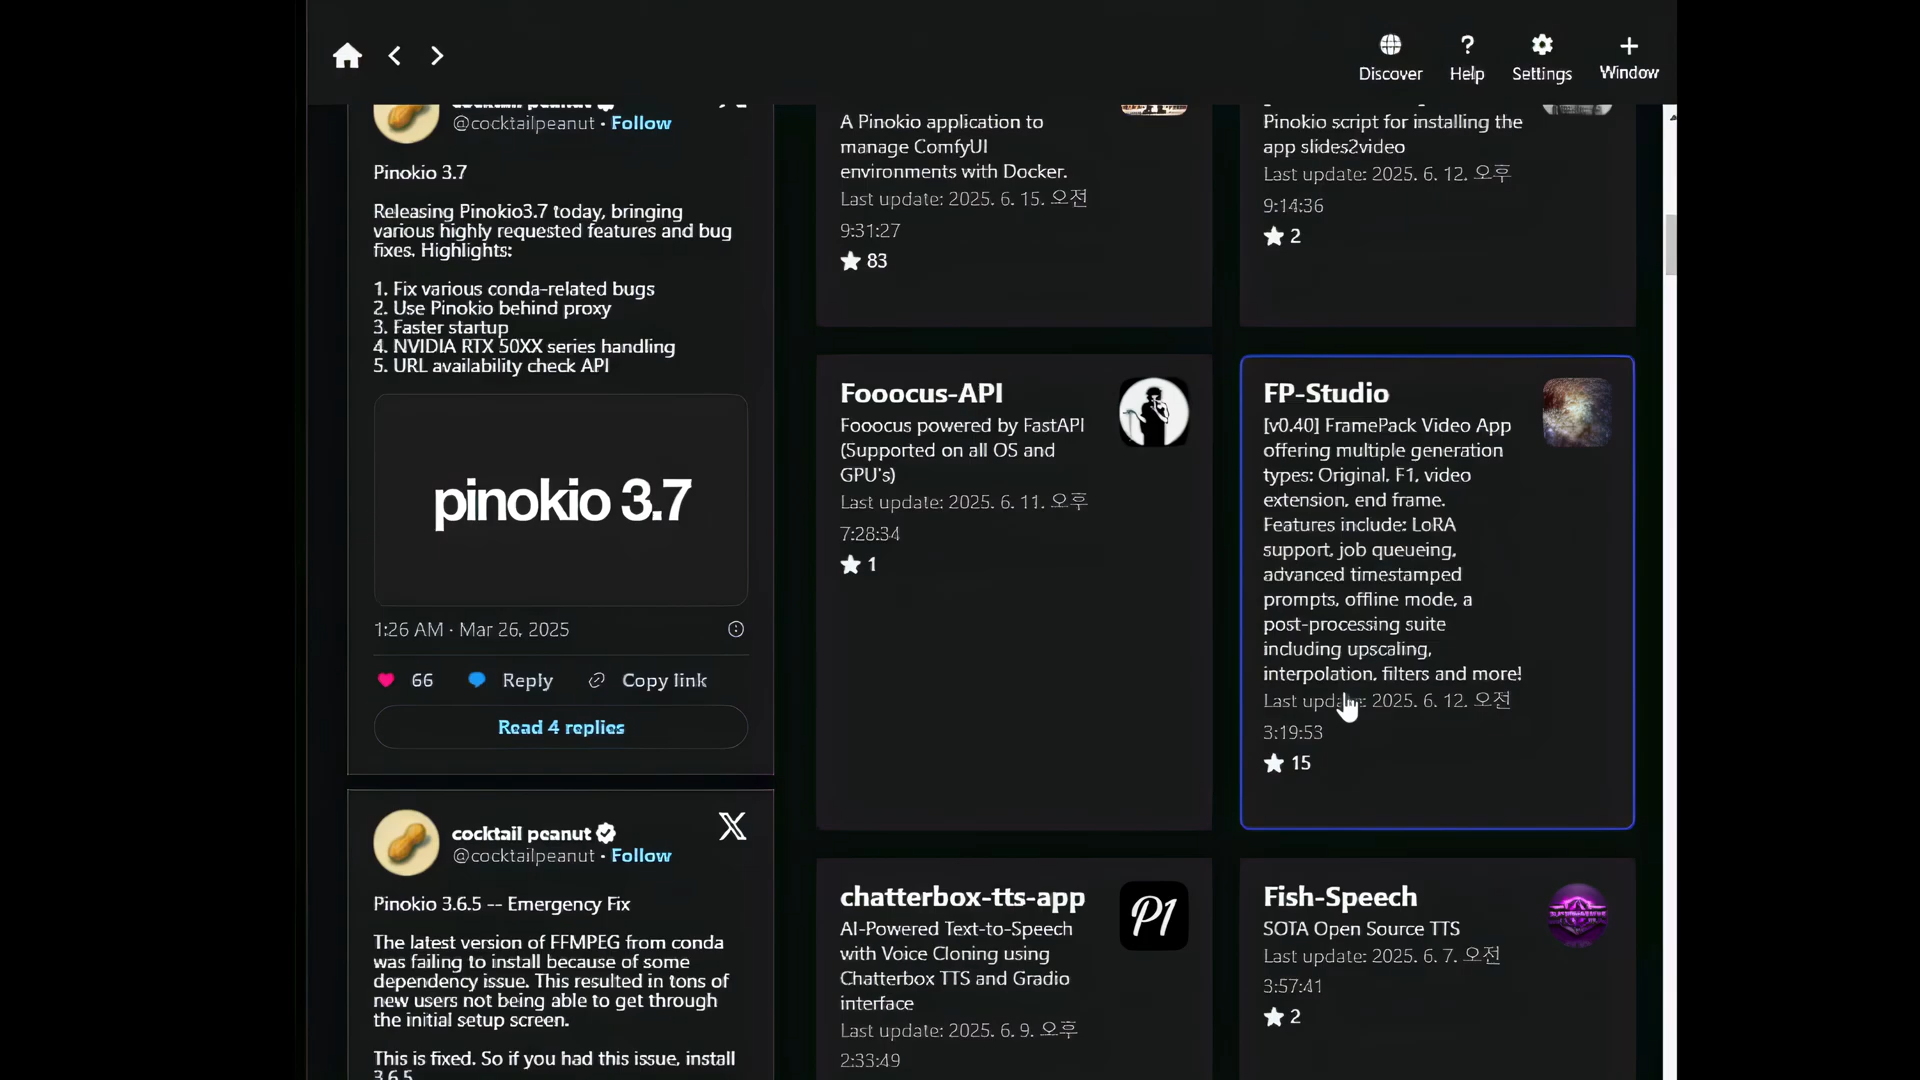 Discover
Help
Settings
Window
cocktail peanut
@cocktailpeanut · Follow
Pinokio 3.7
Releasing Pinokio3.7 today, bringing
various highly requested features and bug
fixes. Highlights:
1. Fix various conda-related bugs
2. Use Pinokio behind proxy
3. Faster startup
4. NVIDIA RTX 50XX series handling
5. URL availability check API
pinokio 3.7
1:26 AM · Mar 26, 2025
66
Reply
Copy link
Read 4 replies
cocktail peanut
@cocktailpeanut · Follow
Pinokio 3.6.5 -- Emergency Fix
The latest version of FFMPEG from conda
was failing to install because of some
dependency issue. This resulted in tons of
new users not being able to get through
the initial setup screen.
This is fixed. So if you had this issue, install
3.6.5
A Pinokio application to
manage ComfyUI
environments with Docker.
Last update: 2025. 6. 15. 오전
9:31:27
83
Pinokio script for installing the
app slides2video
Last update: 2025. 6. 12. 오후
9:14:36
2
Fooocus-API
Fooocus powered by FastAPI
(Supported on all OS and
GPU's)
Last update: 2025. 6. 11. 오후
7:28:34
1
FP-Studio
[v0.40] FramePack Video App
offering multiple generation
types: Original, F1, video
extension, end frame.
Features include: LoRA
support, job queueing,
advanced timestamped
prompts, offline mode, a
post-processing suite
including upscaling,
interpolation, filters and more!
Last update: 2025. 6. 12. 오전
3:19:53
15
chatterbox-tts-app
P1
AI-Powered Text-to-Speech
with Voice Cloning using
Chatterbox TTS and Gradio
interface
Last update: 2025. 6. 9. 오후
2:33:49
Fish-Speech
SOTA Open Source TTS
Last update: 2025. 6. 7. 오전
3:57:41
2